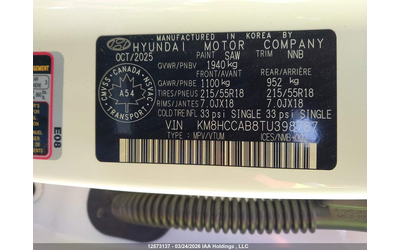 MANUFACTURED IN KOREA BY
HYUNDAI MOTOR COMPANY
OCT/2025 PAINT SAW TRIM NNB
GVWR/PNBV 1940 kg
FRONT/AVANT REAR/ARRIÈRE
GAWR/PNBE 1100 kg 952 kg
TIRES/PNEUS 215/55R18 215/55R18
RIMS/JANTES 7.0JX18 7.0JX18
COLD TIRE INFL 33 psi SINGLE 33 psi SINGLE
VIN KM8HCCAB8TU398
TYPE : MPV/VTUM
CMVSS - CANADA - NSVAC
A54
E08
12573137 - 03/24/2026 IAA Holdings, LLC